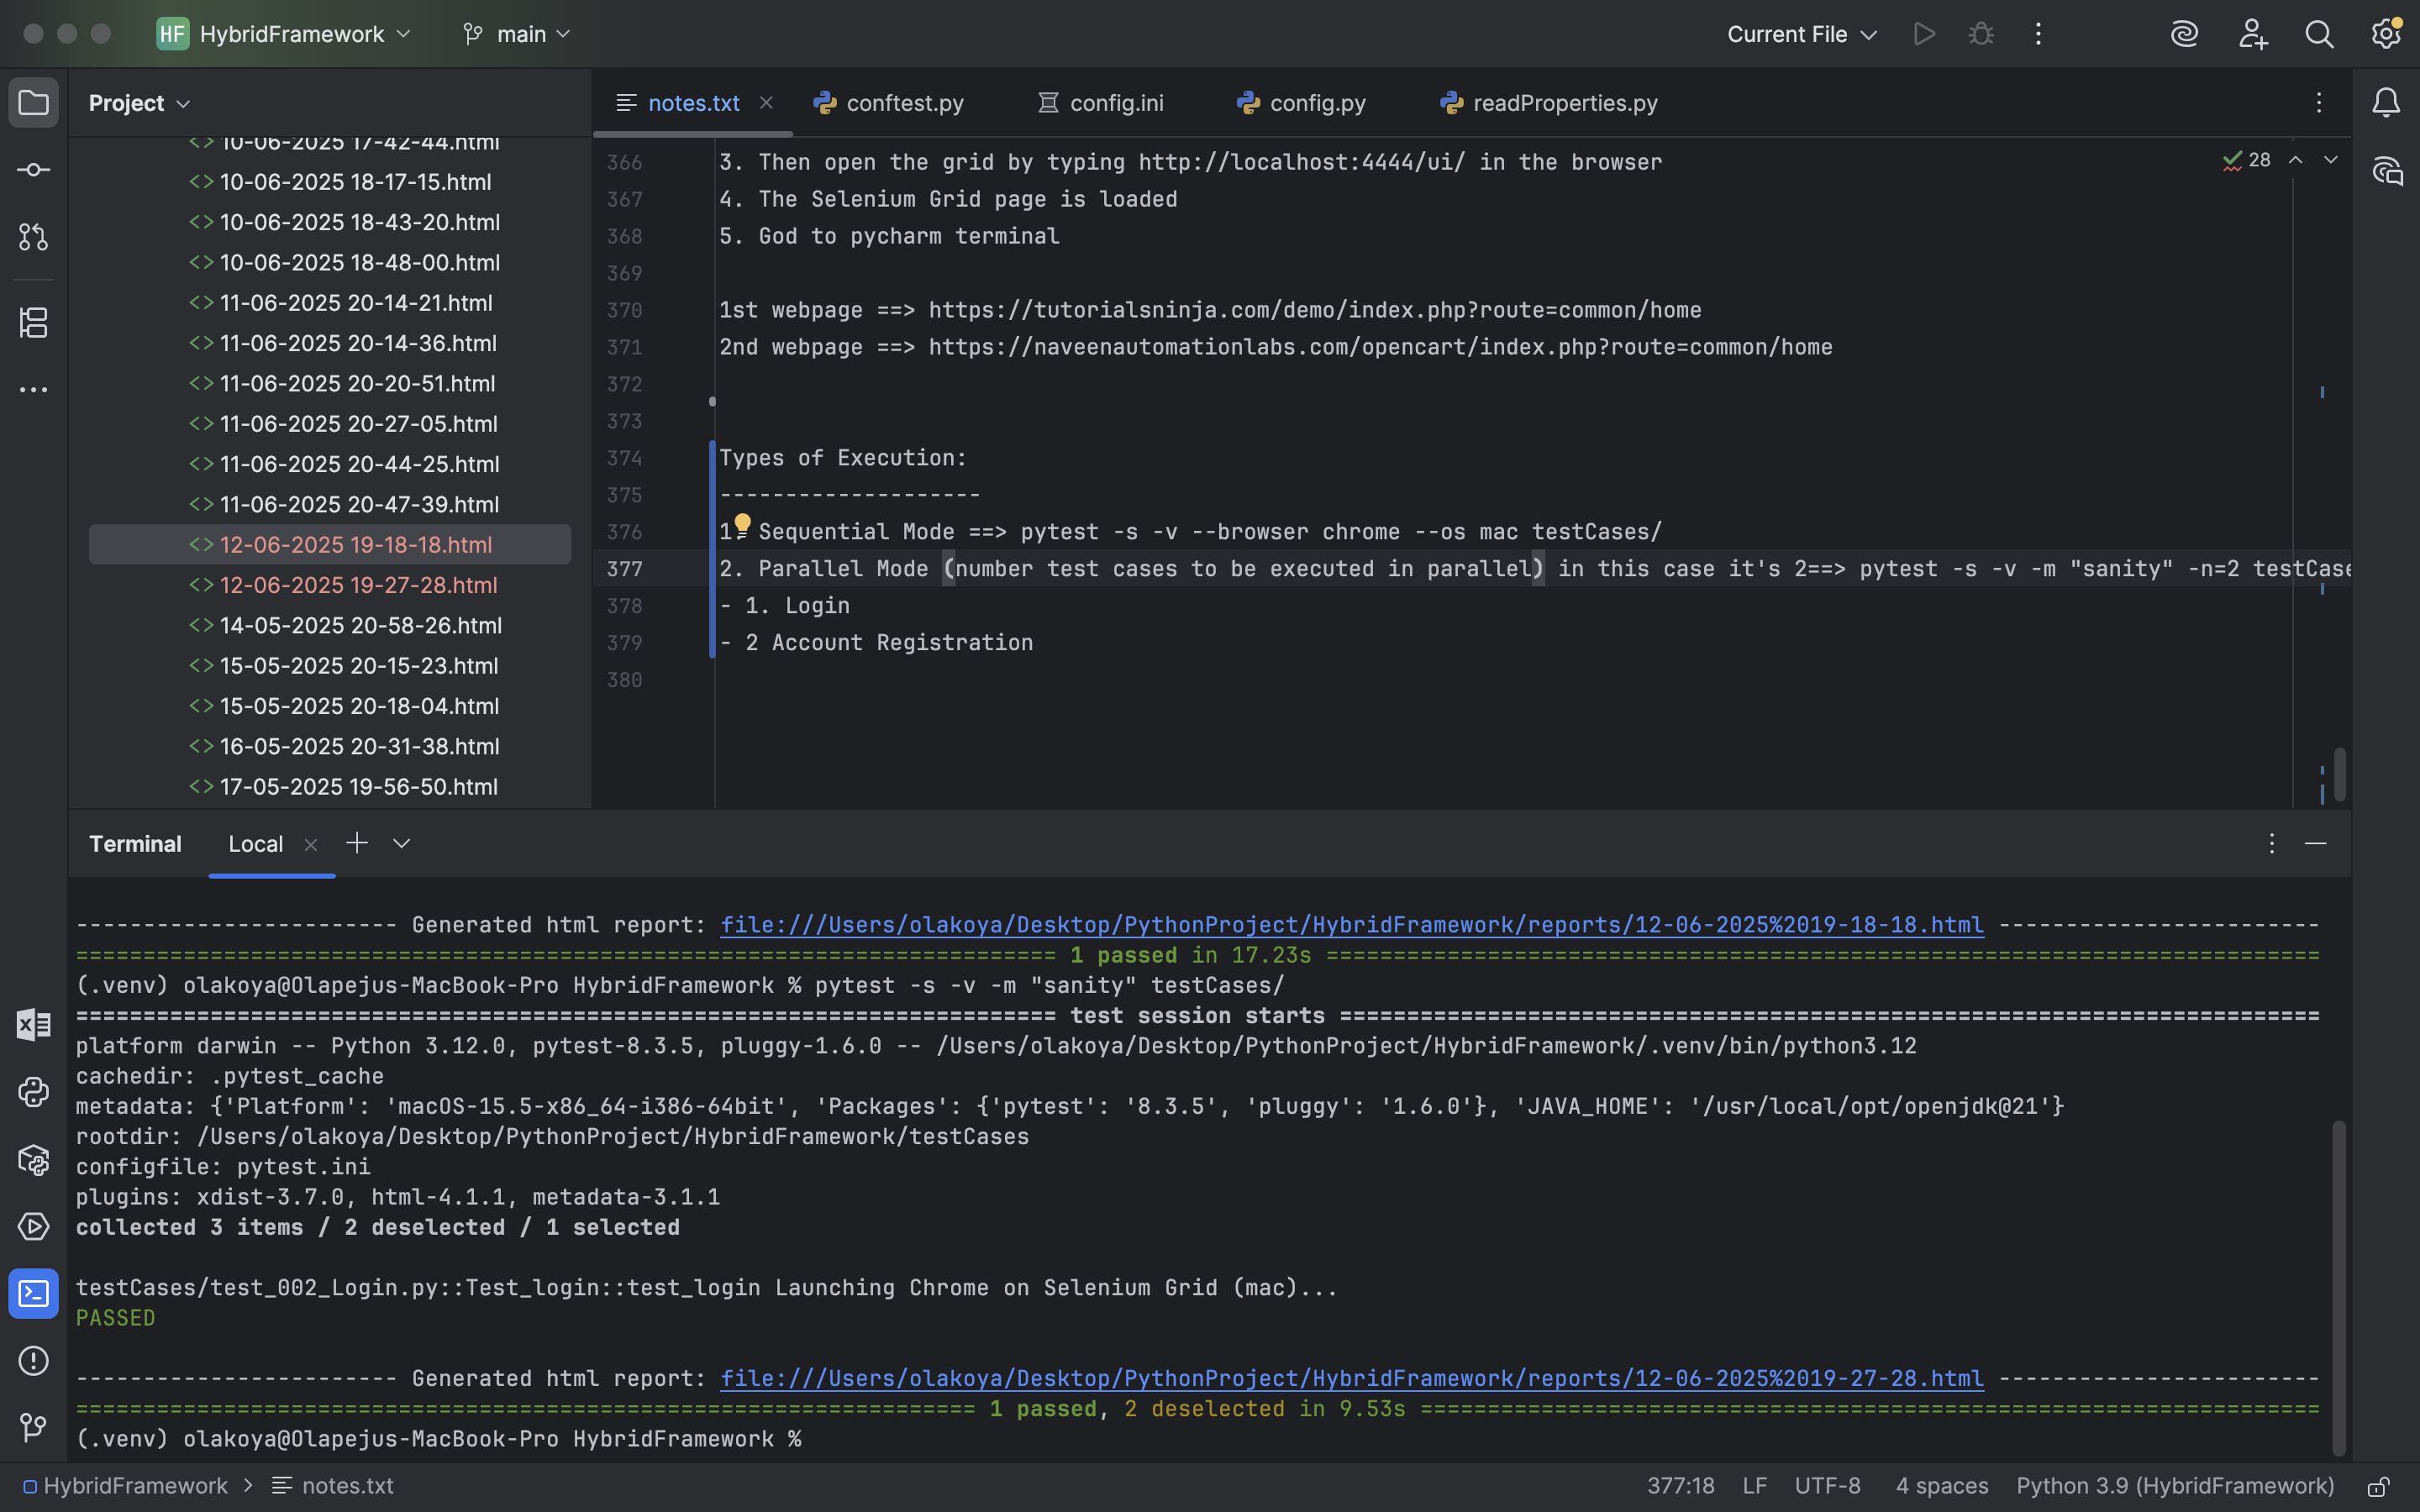 HF HybridFramework main Current File
Project
notes.txt conftest.py config.ini config.py readProperties.py
10-06-2025 17-42-44.html
10-06-2025 18-17-15.html
10-06-2025 18-43-20.html
10-06-2025 18-48-00.html
11-06-2025 20-14-21.html
11-06-2025 20-14-36.html
11-06-2025 20-20-51.html
11-06-2025 20-27-05.html
11-06-2025 20-44-25.html
11-06-2025 20-47-39.html
12-06-2025 19-18-18.html
12-06-2025 19-27-28.html
14-05-2025 20-58-26.html
15-05-2025 20-15-23.html
15-05-2025 20-18-04.html
16-05-2025 20-31-38.html
17-05-2025 19-56-50.html
28
366 3. Then open the grid by typing http://localhost:4444/ui/ in the browser
367 4. The Selenium Grid page is loaded
368 5. God to pycharm terminal
369
370 1st webpage ==> https://tutorialsninja.com/demo/index.php?route=common/home
371 2nd webpage ==> https://naveenautomationlabs.com/opencart/index.php?route=common/home
372
373
374 Types of Execution:
375 --------------------
376 1. Sequential Mode ==> pytest -s -v --browser chrome --os mac testCases/
377 2. Parallel Mode (number test cases to be executed in parallel) in this case it's 2==> pytest -s -v -m "sanity" -n=2 testCase
378 - 1. Login
379 - 2 Account Registration
380
Terminal Local
------------------------ Generated html report: file:///Users/olakoya/Desktop/PythonProject/HybridFramework/reports/12-06-2025%2019-18-18.html ------------------------
========================================================================= 1 passed in 17.23s ==========================================================================
(.venv) olakoya@Olapejus-MacBook-Pro HybridFramework % pytest -s -v -m "sanity" testCases/
========================================================================= test session starts =========================================================================
platform darwin -- Python 3.12.0, pytest-8.3.5, pluggy-1.6.0 -- /Users/olakoya/Desktop/PythonProject/HybridFramework/.venv/bin/python3.12
cachedir: .pytest_cache
metadata: {'Platform': 'macOS-15.5-x86_64-i386-64bit', 'Packages': {'pytest': '8.3.5', 'pluggy': '1.6.0'}, 'JAVA_HOME': '/usr/local/opt/openjdk@21'}
rootdir: /Users/olakoya/Desktop/PythonProject/HybridFramework/testCases
configfile: pytest.ini
plugins: xdist-3.7.0, html-4.1.1, metadata-3.1.1
collected 3 items / 2 deselected / 1 selected
testCases/test_002_Login.py::Test_login::test_login Launching Chrome on Selenium Grid (mac)...
PASSED
------------------------ Generated html report: file:///Users/olakoya/Desktop/PythonProject/HybridFramework/reports/12-06-2025%2019-27-28.html ------------------------
=================================================================== 1 passed, 2 deselected in 9.53s ===================================================================
(.venv) olakoya@Olapejus-MacBook-Pro HybridFramework %
HybridFramework > notes.txt 377:18 LF UTF-8 4 spaces Python 3.9 (HybridFramework)